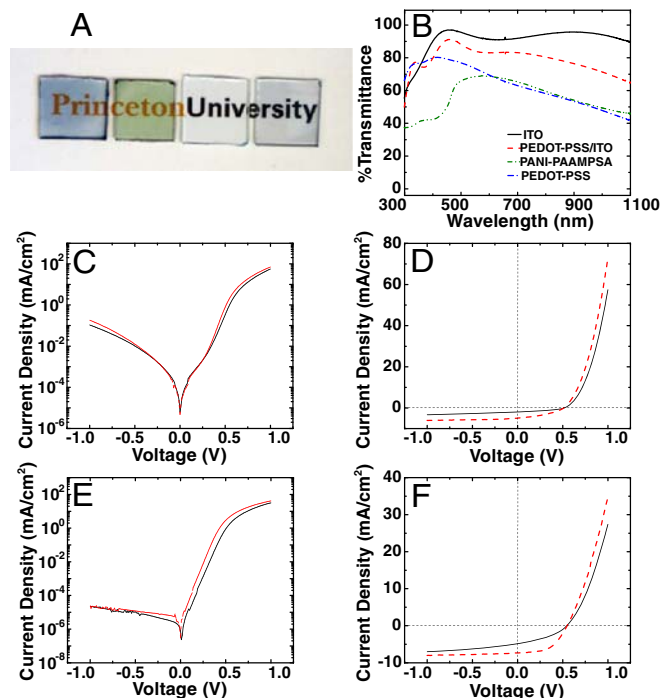 A
PrincetonUniversity
B
%Transmittance
100
80
60
40
20
0
300 500 700 900 1100
Wavelength (nm)
ITO
PEDOT-PSS/ITO
PANI-PAAMPSA
PEDOT-PSS
C
Current Density (mA/cm²)
10²
10⁰
10⁻²
10⁻⁴
10⁻⁶
-1.0 -0.5 0.0 0.5 1.0
Voltage (V)
D
Current Density (mA/cm²)
80
60
40
20
0
-10
-1.0 -0.5 0.0 0.5 1.0
Voltage (V)
E
Current Density (mA/cm²)
10²
10⁰
10⁻²
10⁻⁴
10⁻⁶
10⁻⁸
-1.0 -0.5 0.0 0.5 1.0
Voltage (V)
F
Current Density (mA/cm²)
40
30
20
10
0
-10
-1.0 -0.5 0.0 0.5 1.0
Voltage (V)